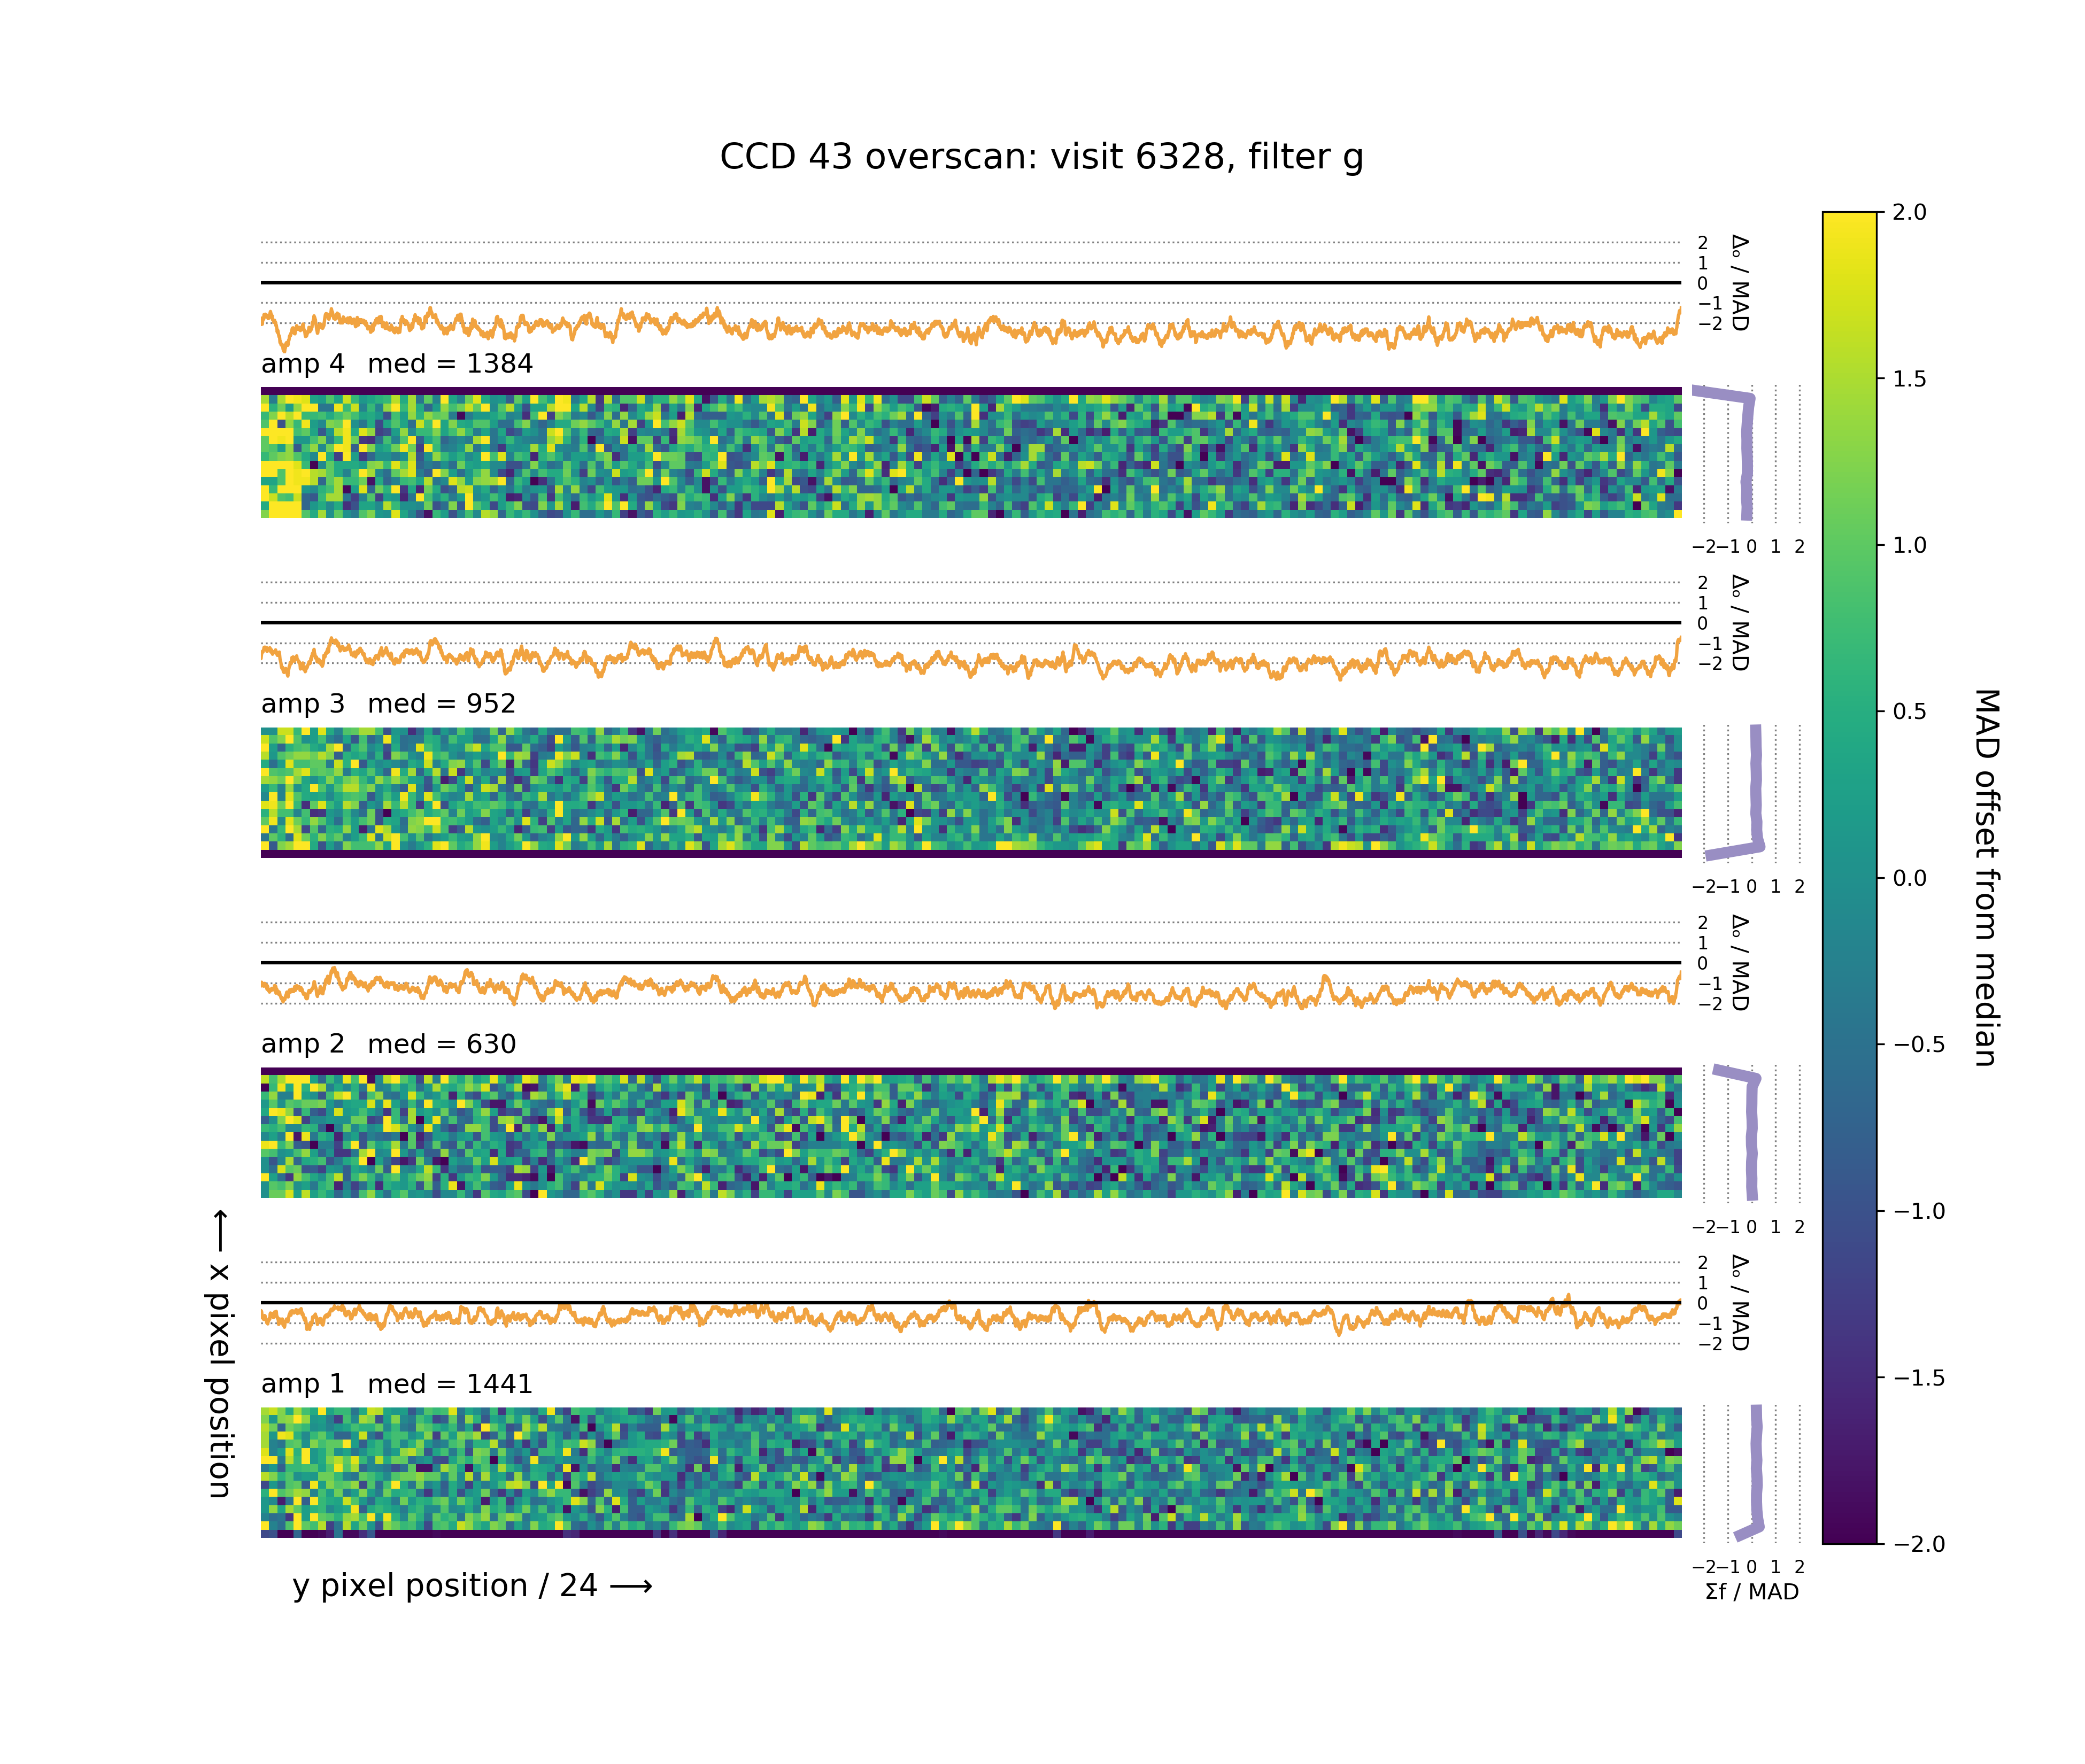 CCD 43 overscan: visit 6328, filter g
2
1
0
−1
−2
Δₒ / MAD
amp 4 med = 1384
−2 −1 0 1 2
2
1
0
−1
−2
Δₒ / MAD
amp 3 med = 952
−2 −1 0 1 2
2
1
0
−1
−2
Δₒ / MAD
amp 2 med = 630
−2 −1 0 1 2
2
1
0
−1
−2
Δₒ / MAD
amp 1 med = 1441
−2 −1 0 1 2
Σf / MAD
y pixel position / 24 ⟶
⟵ x pixel position
2.0
1.5
1.0
0.5
0.0
−0.5
−1.0
−1.5
−2.0
MAD offset from median